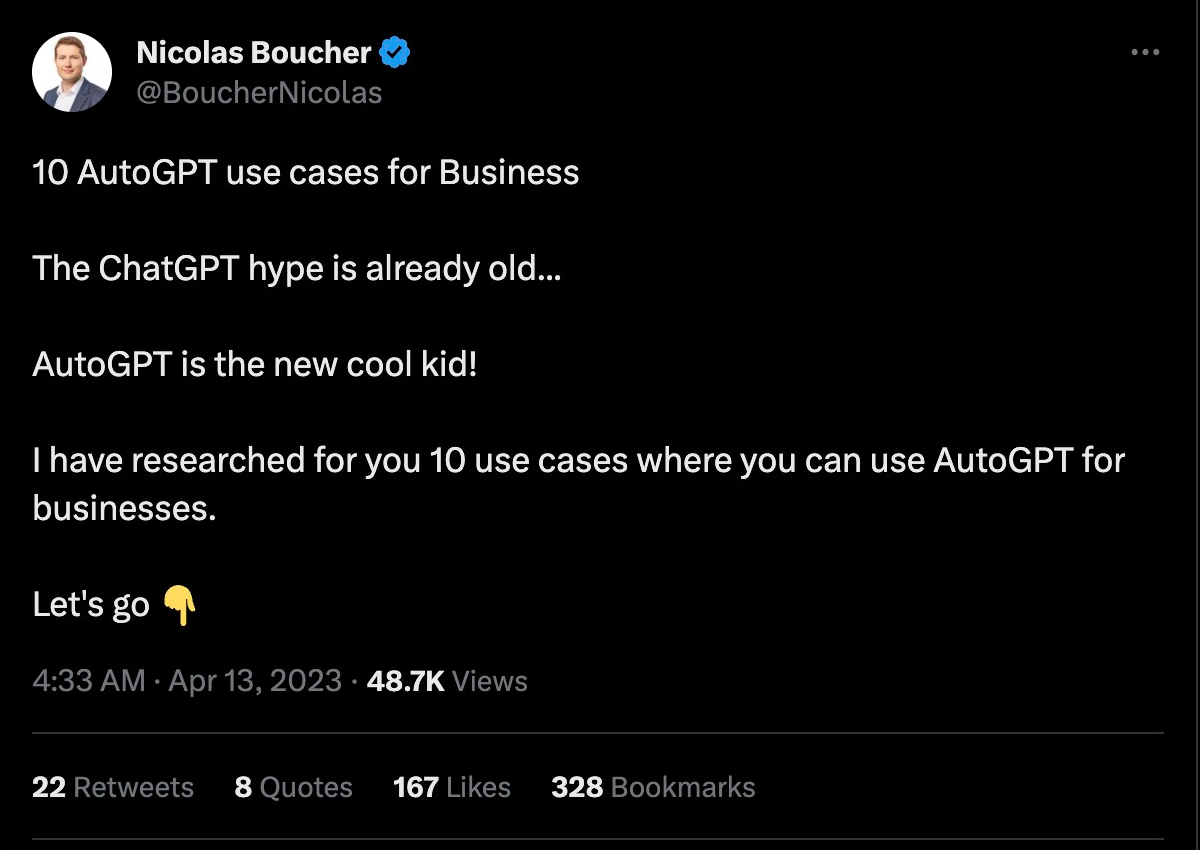 Nicolas Boucher
@BoucherNicolas
10 AutoGPT use cases for Business
The ChatGPT hype is already old...
AutoGPT is the new cool kid!
I have researched for you 10 use cases where you can use AutoGPT for
businesses.
Let's go 👇
4:33 AM · Apr 13, 2023 · 48.7K Views
22 Retweets 8 Quotes 167 Likes 328 Bookmarks